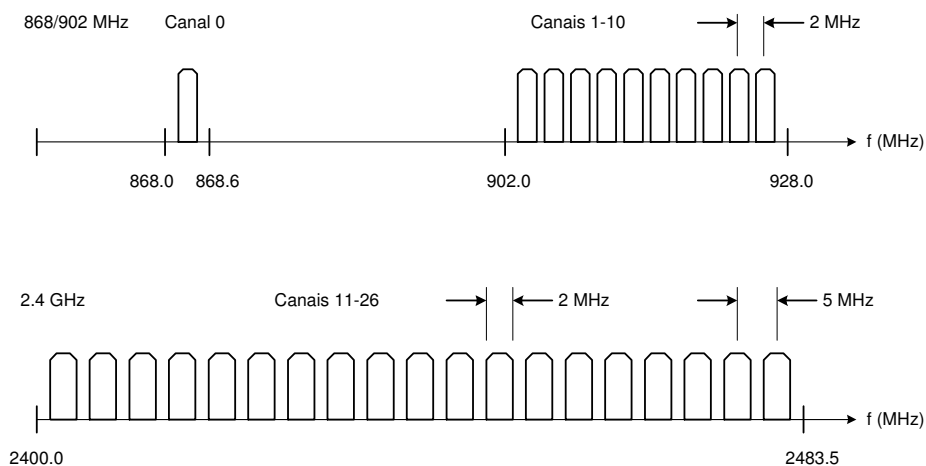 868/902 MHz Canal 0 Canais 1-10 2 MHz
f (MHz)
868.0 868.6 902.0 928.0
2.4 GHz Canais 11-26 2 MHz 5 MHz
f (MHz)
2400.0 2483.5